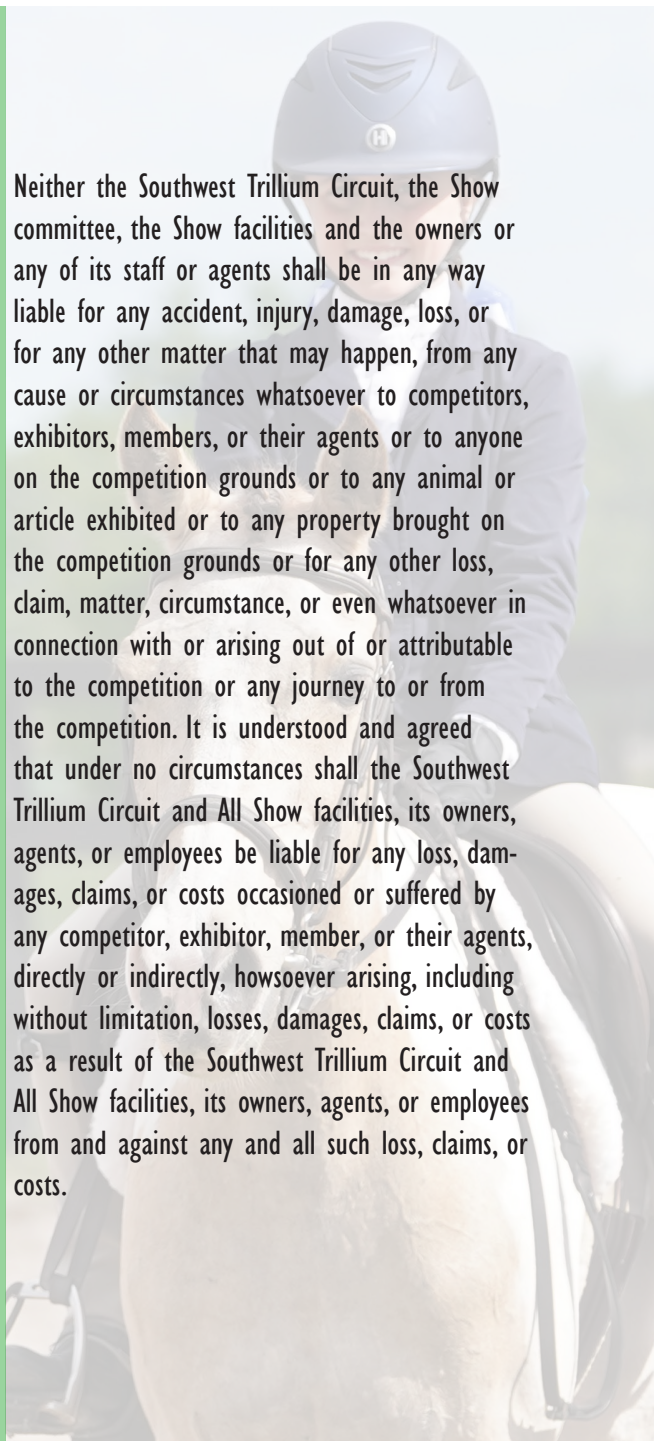 Neither the Southwest Trillium Circuit, the Show
committee, the Show facilities and the owners or
any of its staff or agents shall be in any way
liable for any accident, injury, damage, loss, or
for any other matter that may happen, from any
cause or circumstances whatsoever to competitors,
exhibitors, members, or their agents or to anyone
on the competition grounds or to any animal or
article exhibited or to any property brought on
the competition grounds or for any other loss,
claim, matter, circumstance, or even whatsoever in
connection with or arising out of or attributable
to the competition or any journey to or from
the competition. It is understood and agreed
that under no circumstances shall the Southwest
Trillium Circuit and All Show facilities, its owners,
agents, or employees be liable for any loss, dam-
ages, claims, or costs occasioned or suffered by
any competitor, exhibitor, member, or their agents,
directly or indirectly, howsoever arising, including
without limitation, losses, damages, claims, or costs
as a result of the Southwest Trillium Circuit and
All Show facilities, its owners, agents, or employees
from and against any and all such loss, claims, or
costs.